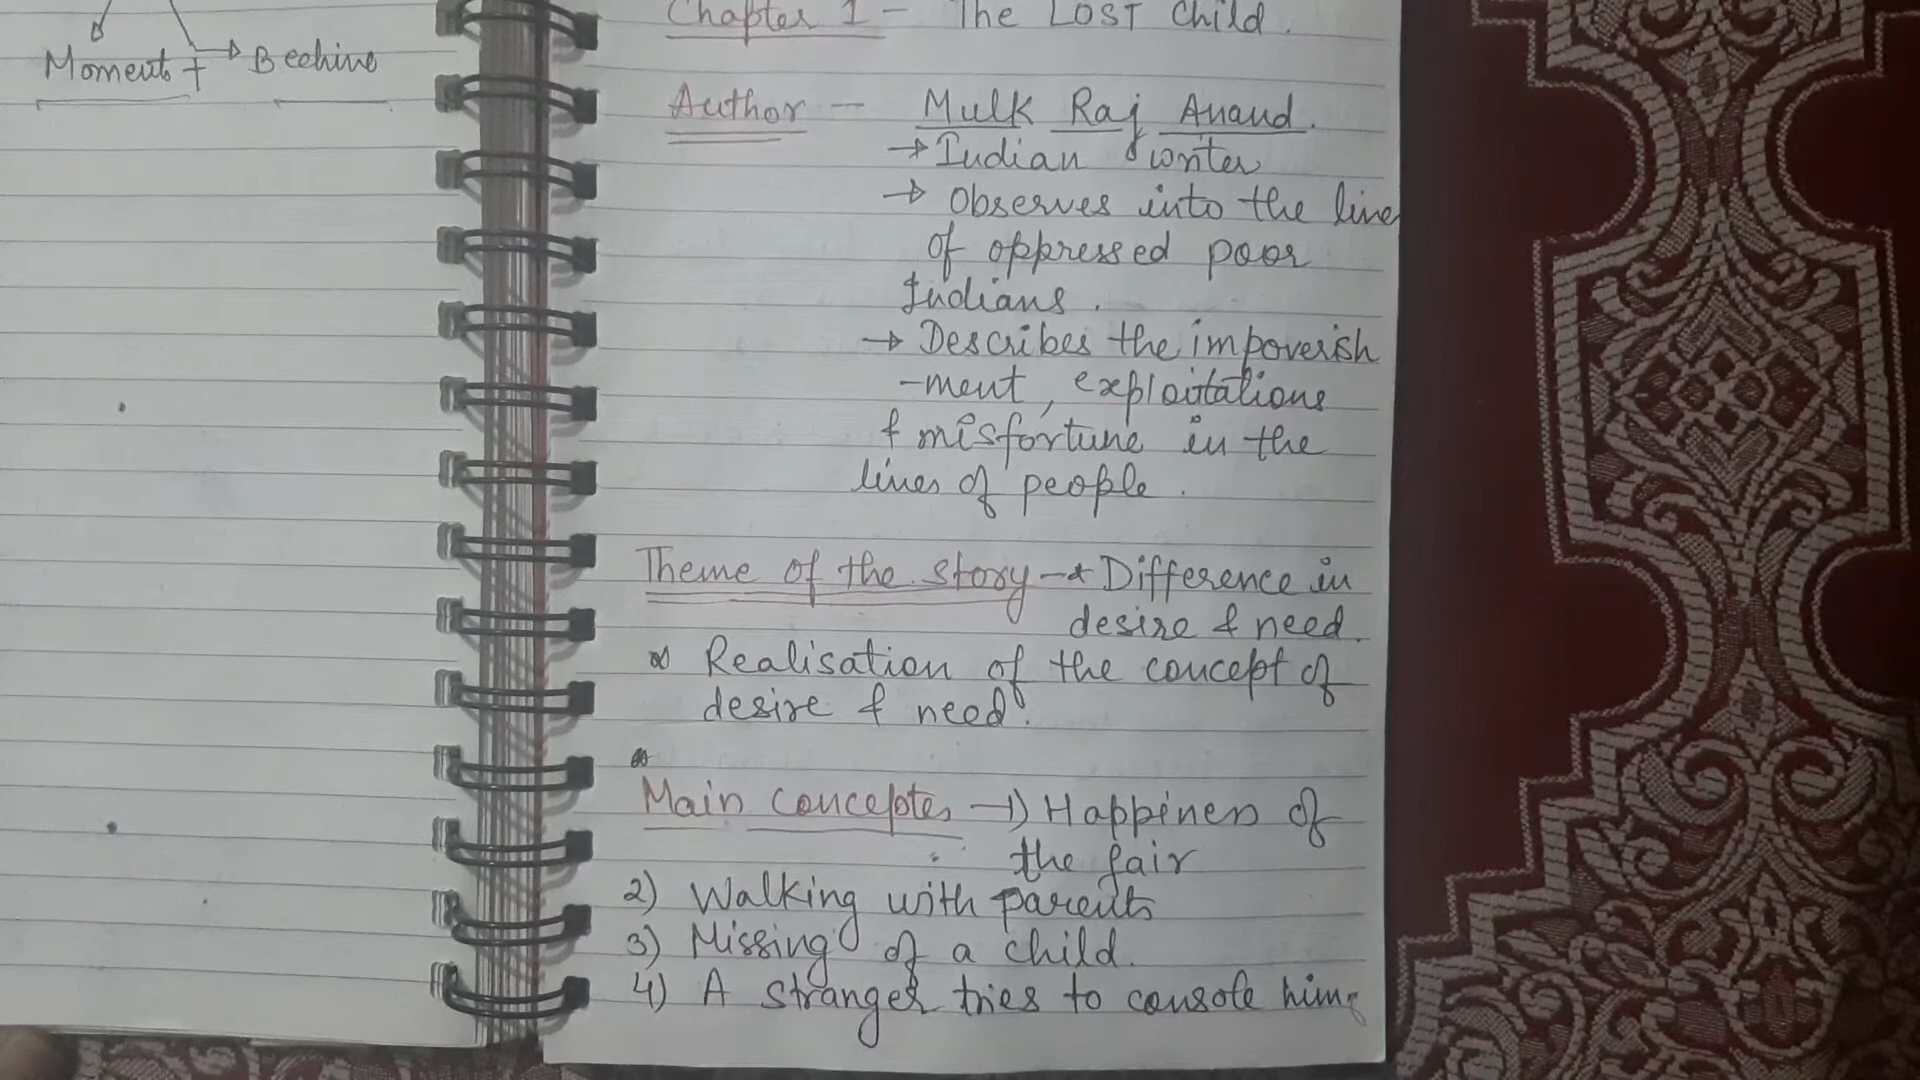 Moments + Beehive
Chapter 1 - The LOST Child.
Author - Mulk Raj Anand.
→ Indian writer
→ Observes into the lives
of oppressed poor
Indians.
→ Describes the impoverish
-ment, exploitations
& misfortune in the
lives of people.
Theme of the story - * Difference in
desire & need.
* Realisation of the concept of
desire & need.
Main concepts - 1) Happiness of
the fair
2) Walking with parents
3) Missing of a child.
4) A stranger tries to console him